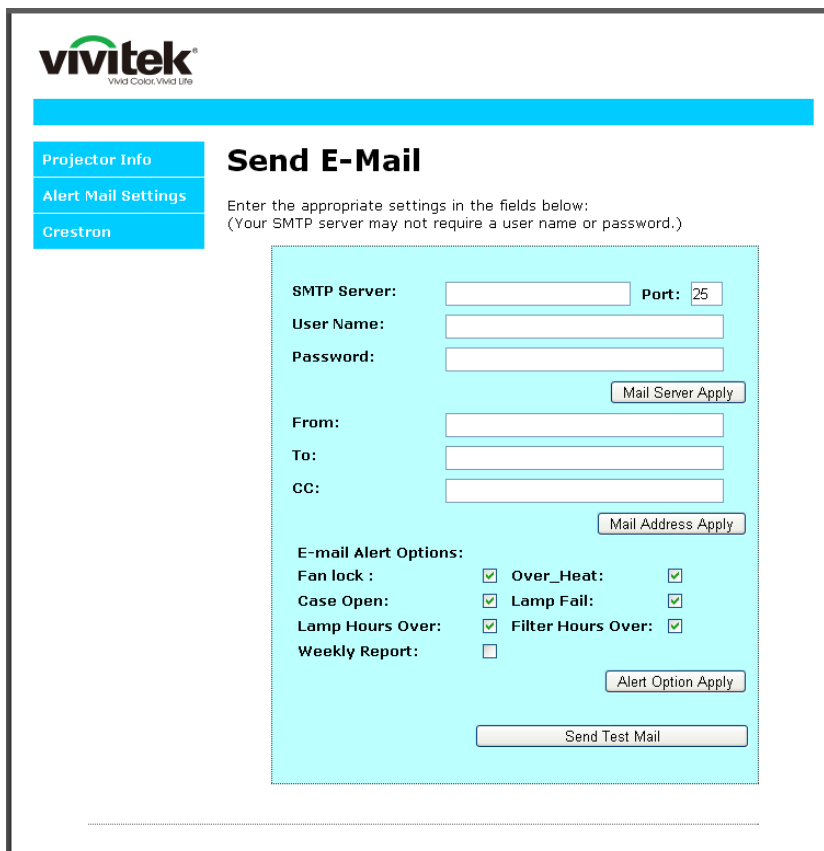 vivitek®
Vivid Color, Vivid Life
Projector Info
Alert Mail Settings
Crestron
Send E-Mail
Enter the appropriate settings in the fields below:
(Your SMTP server may not require a user name or password.)
SMTP Server: Port: 25
User Name:
Password:
Mail Server Apply
From:
To:
CC:
Mail Address Apply
E-mail Alert Options:
Fan lock : Over_Heat:
Case Open: Lamp Fail:
Lamp Hours Over: Filter Hours Over:
Weekly Report:
Alert Option Apply
Send Test Mail